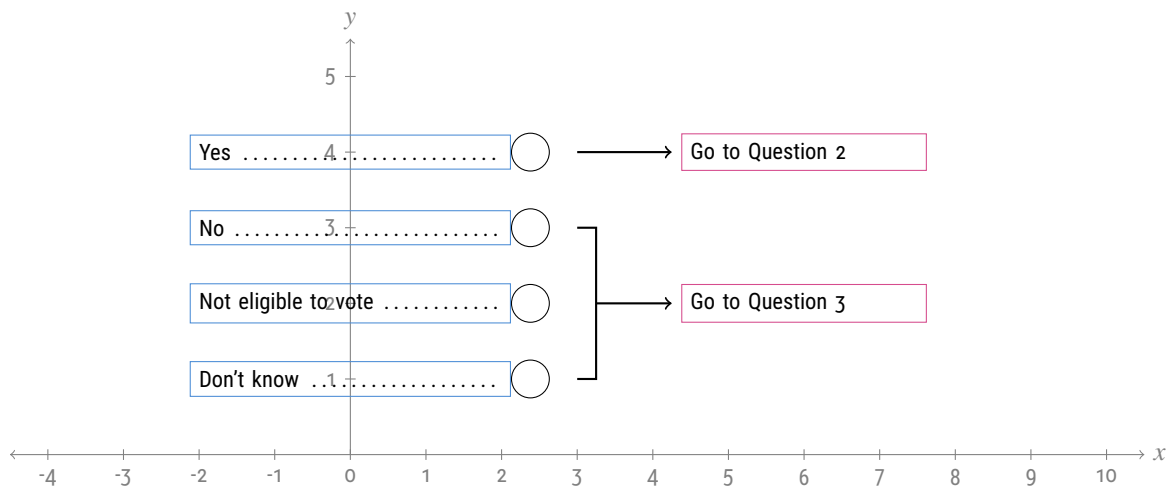 y
5
Yes .......................... 4 Go to Question 2
No ........................... 3
Not eligible to vote ............ 2 Go to Question 3
Don't know ................... 1
x
-4 -3 -2 -1 0 1 2 3 4 5 6 7 8 9 10